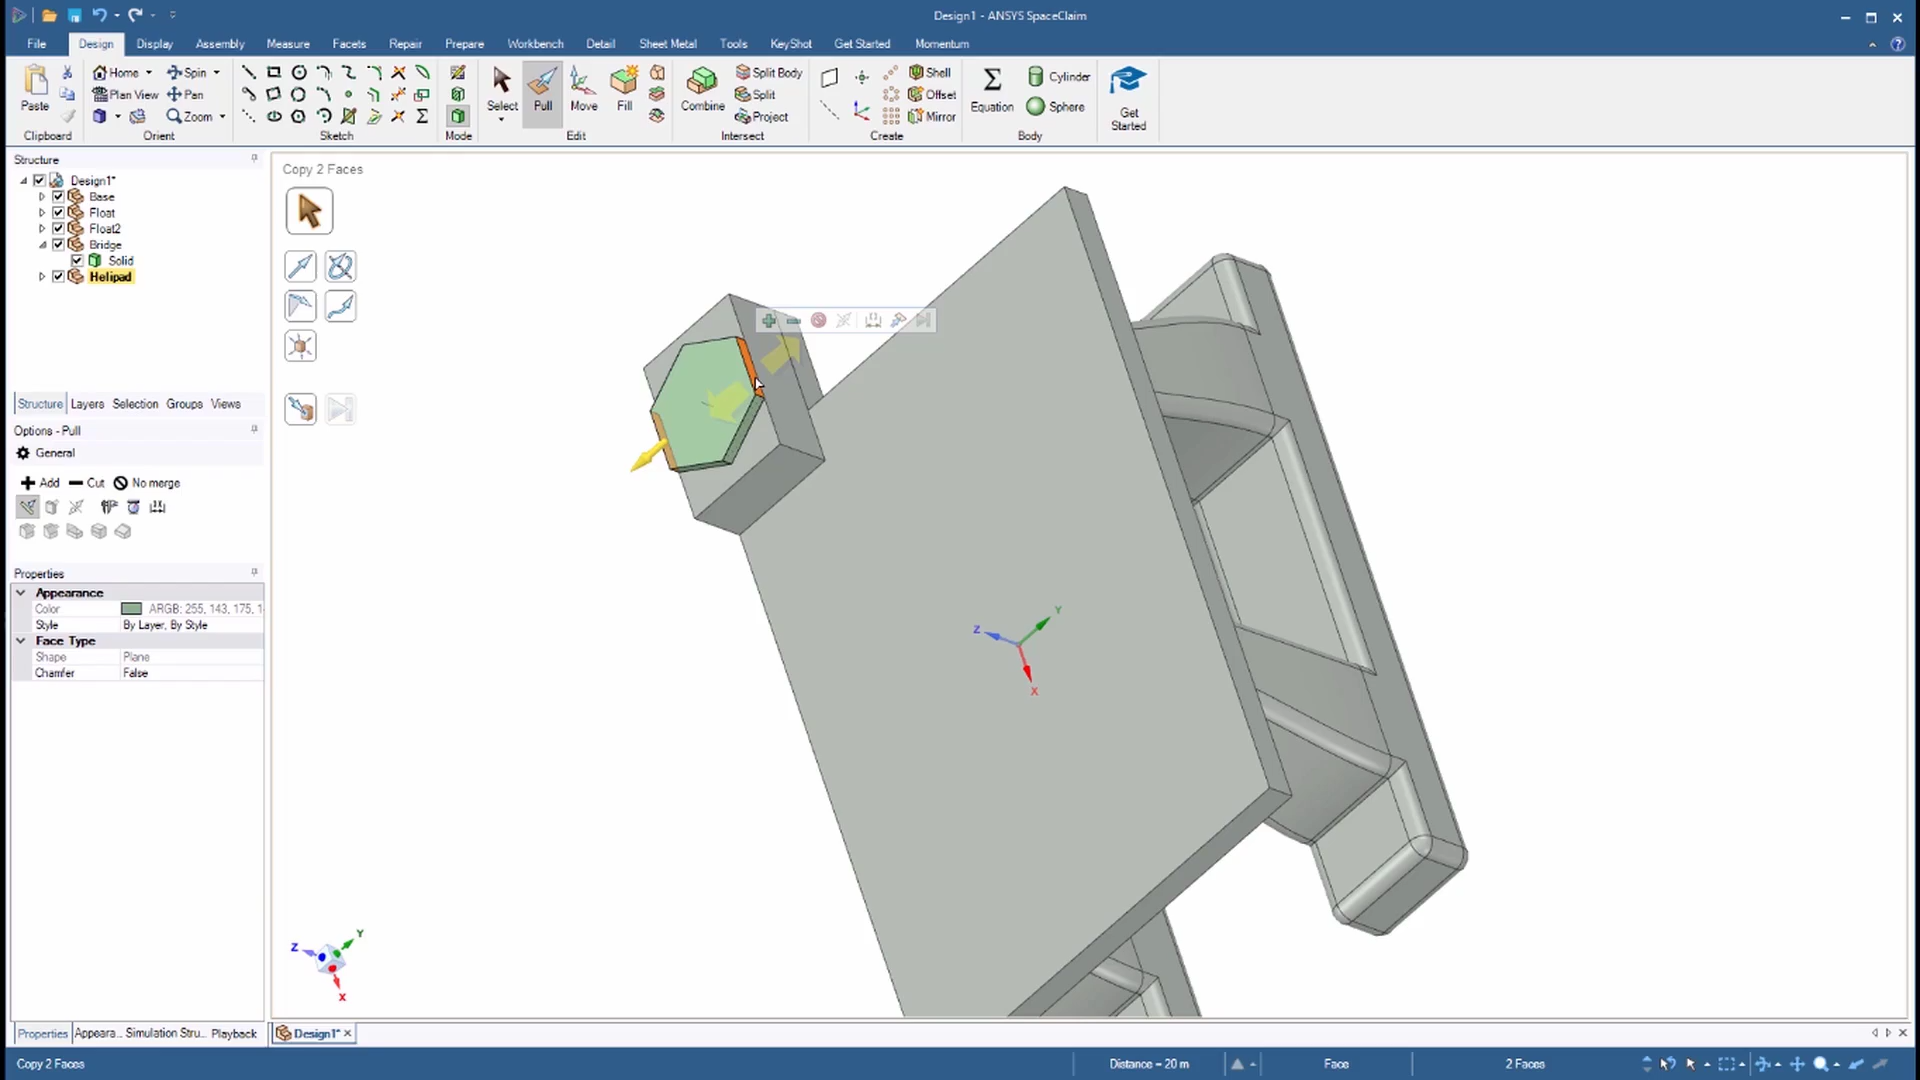 Design1 - ANSYS SpaceClaim
File Design Display Assembly Measure Facets Repair Prepare Workbench Detail Sheet Metal Tools KeyShot Get Started Momentum
Paste
Clipboard
Home Spin
Plan View Pan
Zoom
Orient
Sketch
Mode
Select Pull Move Fill
Edit
Combine Split Body
Split
Project
Intersect
Shell
Offset
Mirror
Create
Equation Cylinder
Sphere
Body
Get
Started
Structure
Design1*
Base
Float
Float2
Bridge
Solid
Helipad
Structure Layers Selection Groups Views
Options - Pull
General
Add Cut No merge
Properties
Appearance
Color ARGB: 255, 143, 175, 1
Style By Layer, By Style
Face Type
Shape Plane
Chamfer False
Properties Appeara... Simulation Stru... Playback
Copy 2 Faces
Z Y X
Z Y X
Design1*
Copy 2 Faces Distance = 20 m Face 2 Faces